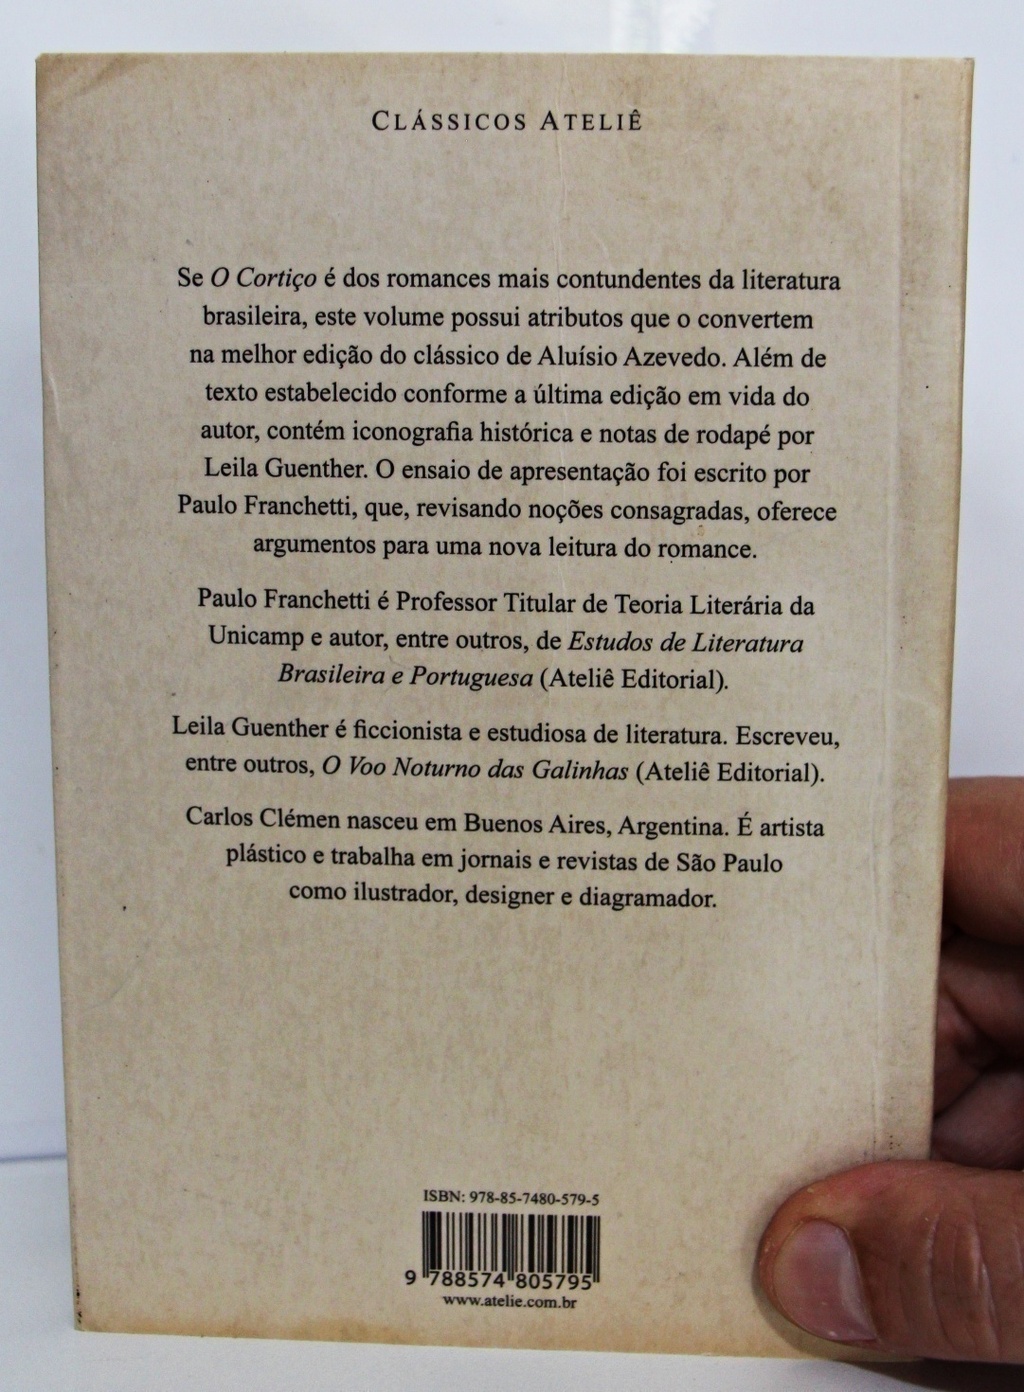 CLÁSSICOS ATELIÊ
Se O Cortiço é dos romances mais contundentes da literatura
brasileira, este volume possui atributos que o convertem
na melhor edição do clássico de Aluísio Azevedo. Além de
texto estabelecido conforme a última edição em vida do
autor, contém iconografia histórica e notas de rodapé por
Leila Guenther. O ensaio de apresentação foi escrito por
Paulo Franchetti, que, revisando noções consagradas, oferece
argumentos para uma nova leitura do romance.
Paulo Franchetti é Professor Titular de Teoria Literária da
Unicamp e autor, entre outros, de Estudos de Literatura
Brasileira e Portuguesa (Ateliê Editorial).
Leila Guenther é ficcionista e estudiosa de literatura. Escreveu,
entre outros, O Voo Noturno das Galinhas (Ateliê Editorial).
Carlos Clémen nasceu em Buenos Aires, Argentina. É artista
plástico e trabalha em jornais e revistas de São Paulo
como ilustrador, designer e diagramador.
ISBN: 978-85-7480-579-5
9 788574 805795
www.atelie.com.br